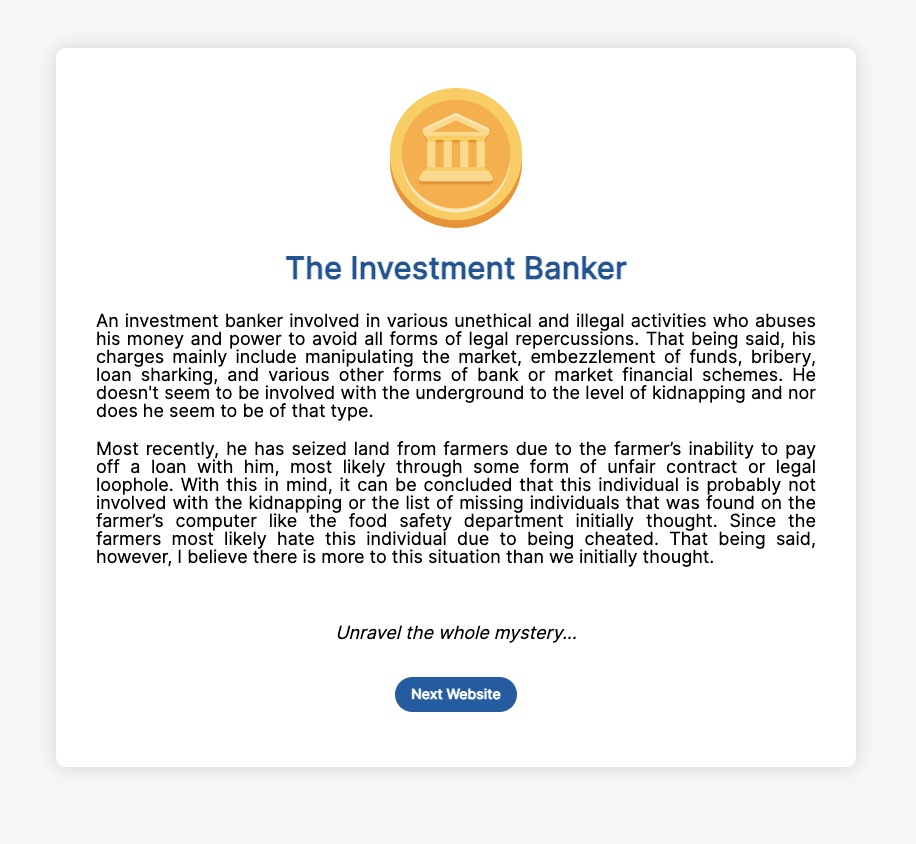 The Investment Banker
An investment banker involved in various unethical and illegal activities who abuses
his money and power to avoid all forms of legal repercussions. That being said, his
charges mainly include manipulating the market, embezzlement of funds, bribery,
loan sharking, and various other forms of bank or market financial schemes. He
doesn't seem to be involved with the underground to the level of kidnapping and nor
does he seem to be of that type.
Most recently, he has seized land from farmers due to the farmer’s inability to pay
off a loan with him, most likely through some form of unfair contract or legal
loophole. With this in mind, it can be concluded that this individual is probably not
involved with the kidnapping or the list of missing individuals that was found on the
farmer’s computer like the food safety department initially thought. Since the
farmers most likely hate this individual due to being cheated. That being said,
however, I believe there is more to this situation than we initially thought.
Unravel the whole mystery...
Next Website